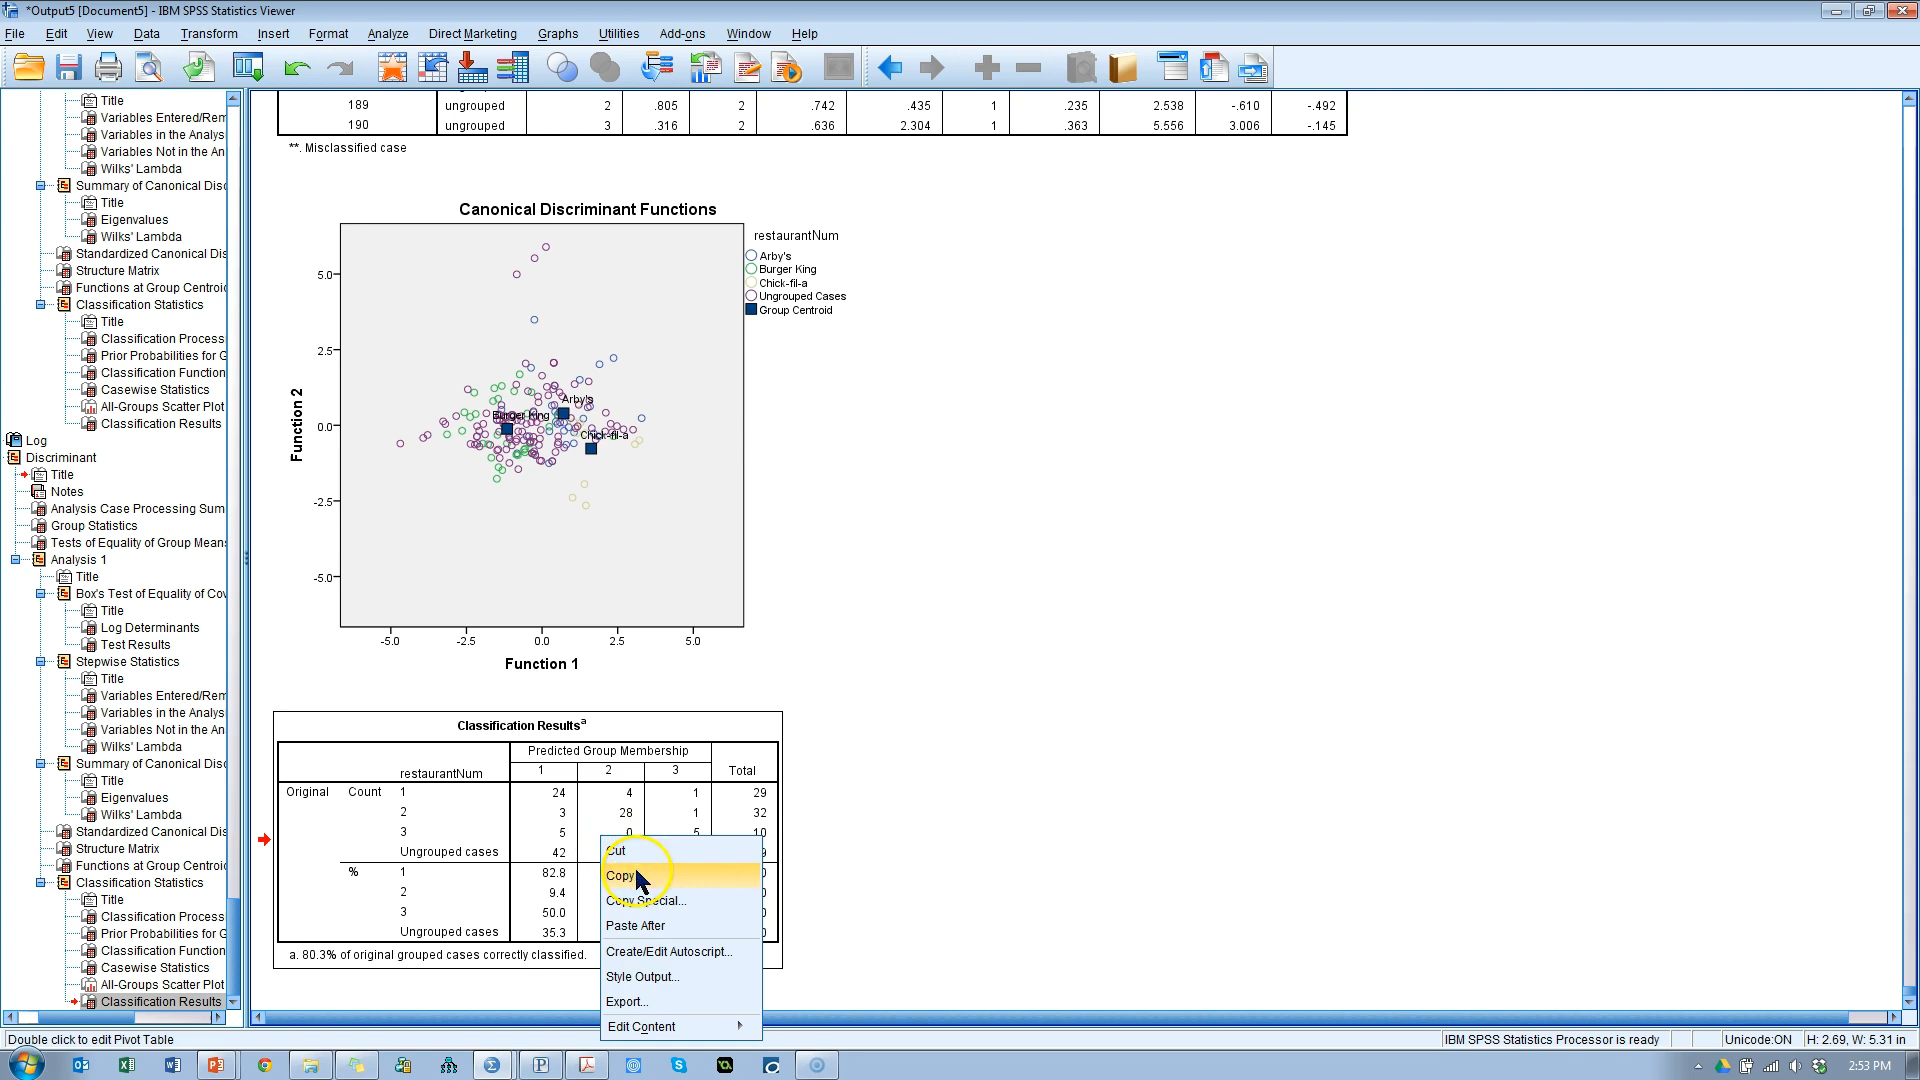 *Output5 [Document5] - IBM SPSS Statistics Viewer
File Edit View Data Transform Insert Format Analyze Direct Marketing Graphs Utilities Add-ons Window Help
Title
Variables Entered/Rem
Variables in the Analys
Variables Not in the An
Wilks' Lambda
Summary of Canonical Disc
Title
Eigenvalues
Wilks' Lambda
Standardized Canonical Dis
Structure Matrix
Functions at Group Centroid
Classification Statistics
Title
Classification Process
Prior Probabilities for G
Classification Function
Casewise Statistics
All-Groups Scatter Plot
Classification Results
Log
Discriminant
Title
Notes
Analysis Case Processing Sum
Group Statistics
Tests of Equality of Group Means
Analysis 1
Title
Box's Test of Equality of Cov
Title
Log Determinants
Test Results
Stepwise Statistics
Title
Variables Entered/Rem
Variables in the Analys
Variables Not in the An
Wilks' Lambda
Summary of Canonical Disc
Title
Eigenvalues
Wilks' Lambda
Standardized Canonical Dis
Structure Matrix
Functions at Group Centroid
Classification Statistics
Title
Classification Process
Prior Probabilities for G
Classification Function
Casewise Statistics
All-Groups Scatter Plot
Classification Results
189 ungrouped 2 .805 2 .742 .435 1 .235 2.538 -.610 -.492
190 ungrouped 3 .316 2 .636 2.304 1 .363 5.556 3.006 -.145
**. Misclassified case
Canonical Discriminant Functions
restaurantNum
Arby's
Burger King
Chick-fil-a
Ungrouped Cases
Group Centroid
Function 2
5.0
2.5
0.0
-2.5
-5.0
Arby's
Burger King
Chick-fil-a
-5.0 -2.5 0.0 2.5 5.0
Function 1
Classification Results a
Predicted Group Membership
restaurantNum 1 2 3 Total
Original Count 1 24 4 1 29
2 3 28 1 32
3 5 0 5 10
Ungrouped cases 42
% 1 82.8
2 9.4
3 50.0
Ungrouped cases 35.3
a. 80.3% of original grouped cases correctly classified.
Cut
Copy
Copy Special...
Paste After
Create/Edit Autoscript...
Style Output...
Export...
Edit Content
Double click to edit Pivot Table
IBM SPSS Statistics Processor is ready
Unicode:ON
H: 2.69, W: 5.31 in
2:53 PM